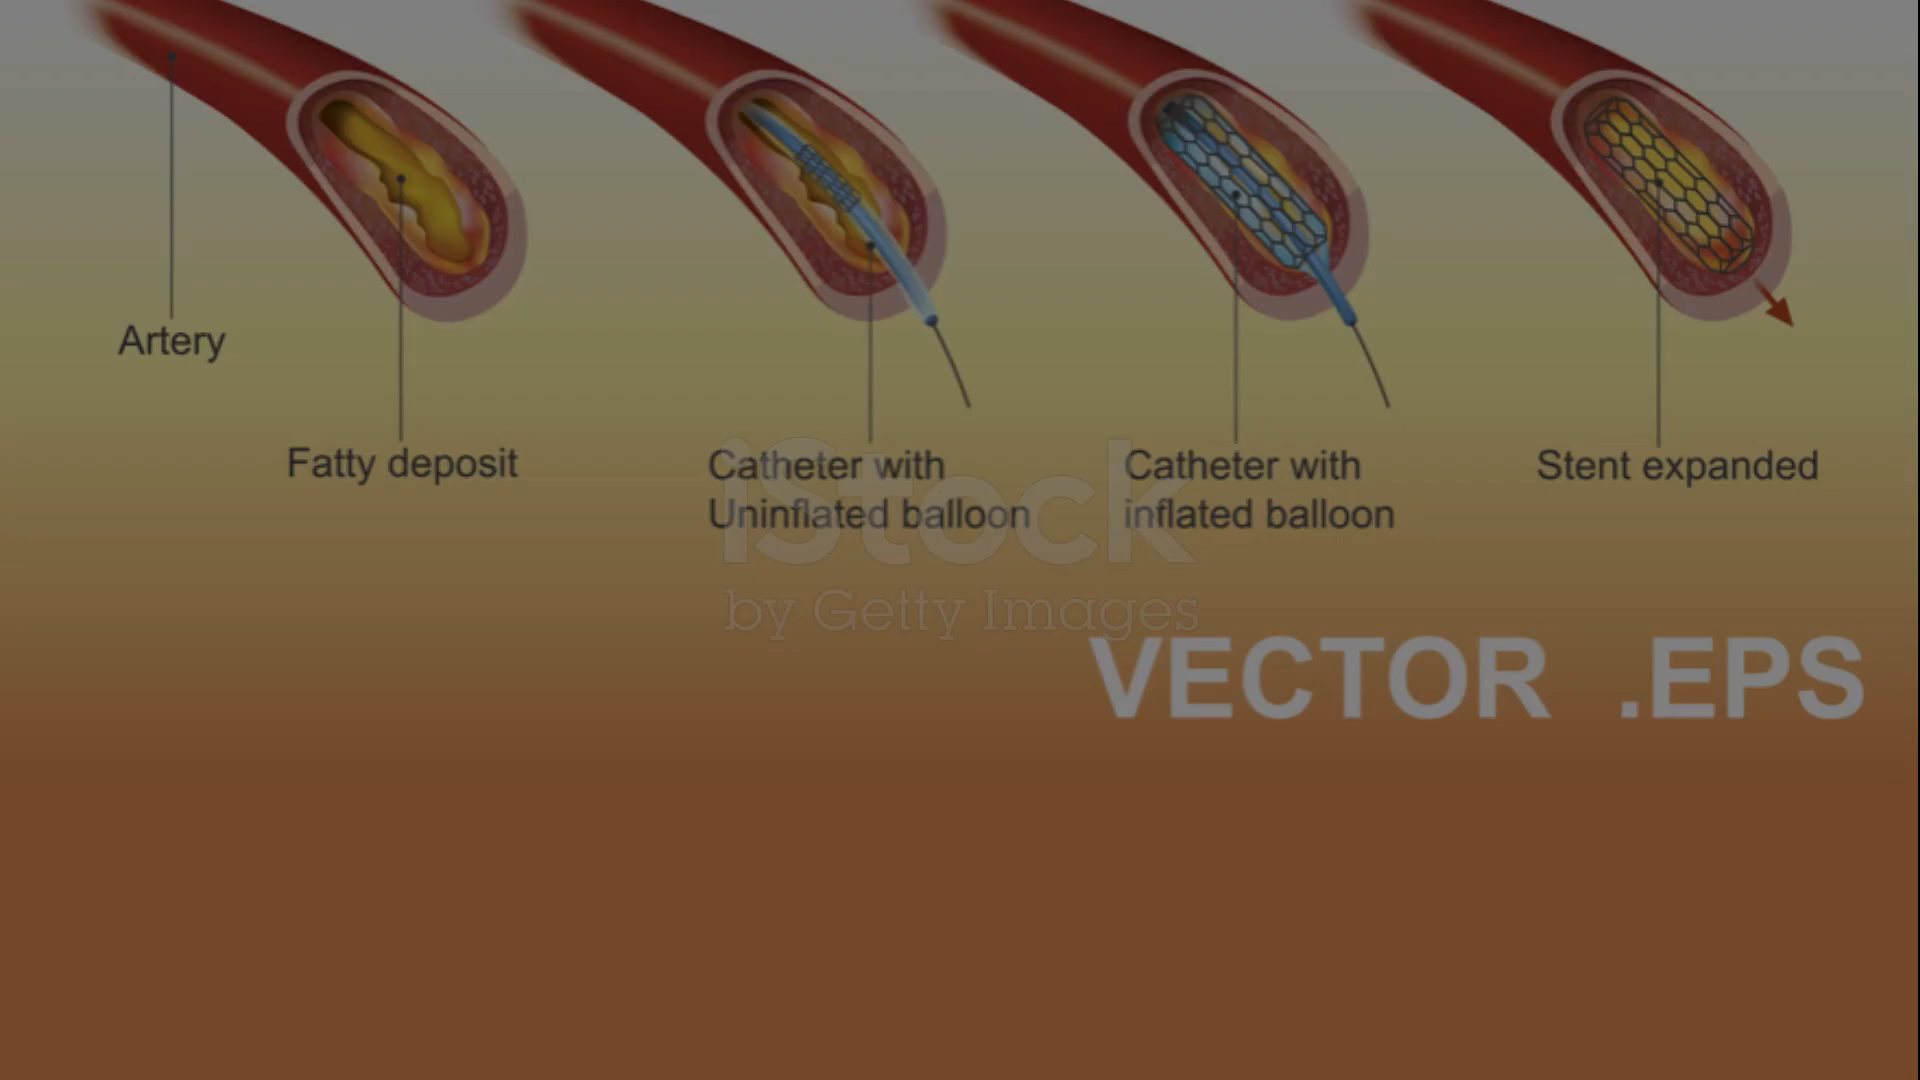 Artery
Fatty deposit
Catheter with
Uninflated balloon
Catheter with
inflated balloon
Stent expanded
iStock
by Getty Images
VECTOR .EPS